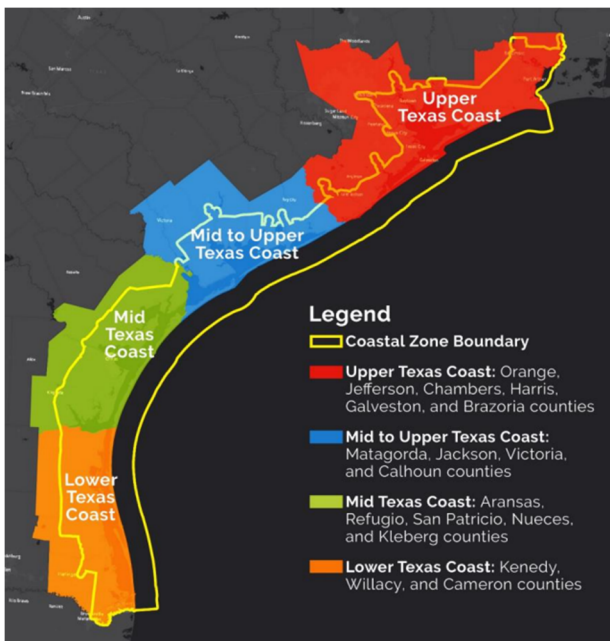 Upper
Texas Coast
Mid to Upper
Texas Coast
Mid
Texas
Coast
Lower
Texas
Coast
Legend
Coastal Zone Boundary
Upper Texas Coast: Orange,
Jefferson, Chambers, Harris,
Galveston, and Brazoria counties
Mid to Upper Texas Coast:
Matagorda, Jackson, Victoria,
and Calhoun counties
Mid Texas Coast: Aransas,
Refugio, San Patricio, Nueces,
and Kleberg counties
Lower Texas Coast: Kenedy,
Willacy, and Cameron counties